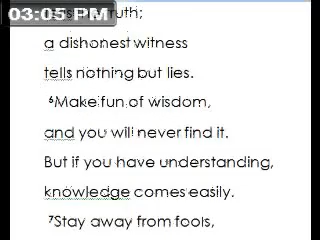 03:05 PM
truth;
a dishonest witness
tells nothing but lies.
⁶Make fun of wisdom,
and you will never find it.
But if you have understanding,
knowledge comes easily.
⁷Stay away from fools,